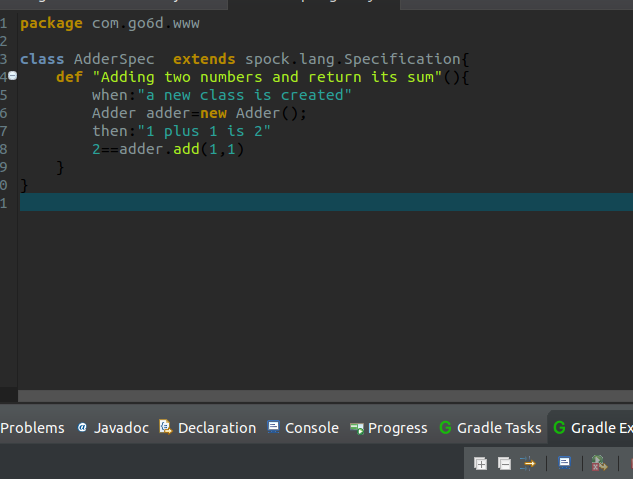 1 package com.go6d.www
2
3 class AdderSpec  extends spock.lang.Specification{
4     def "Adding two numbers and return its sum"(){
5         when:"a new class is created"
6         Adder adder=new Adder();
7         then:"1 plus 1 is 2"
8         2==adder.add(1,1)
9     }
0 }
1
Problems Javadoc Declaration Console Progress Gradle Tasks Gradle Ex